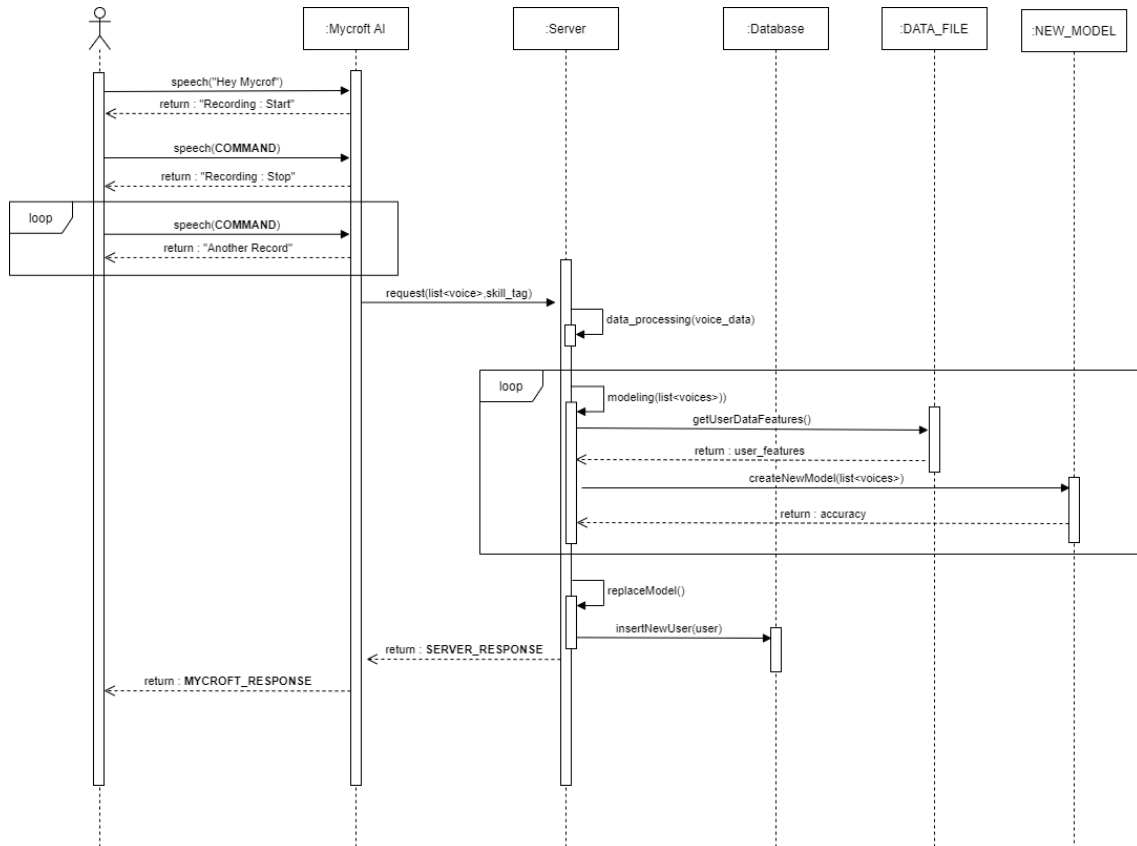 :Mycroft AI
:Server
:Database
:DATA_FILE
:NEW_MODEL
speech("Hey Mycrof")
return : "Recording : Start"
speech(COMMAND)
return : "Recording : Stop"
loop
speech(COMMAND)
return : "Another Record"
request(list<voice>,skill_tag)
data_processing(voice_data)
loop
modeling(list<voices>))
getUserDataFeatures()
return : user_features
createNewModel(list<voices>)
return : accuracy
replaceModel()
insertNewUser(user)
return : SERVER_RESPONSE
return : MYCROFT_RESPONSE